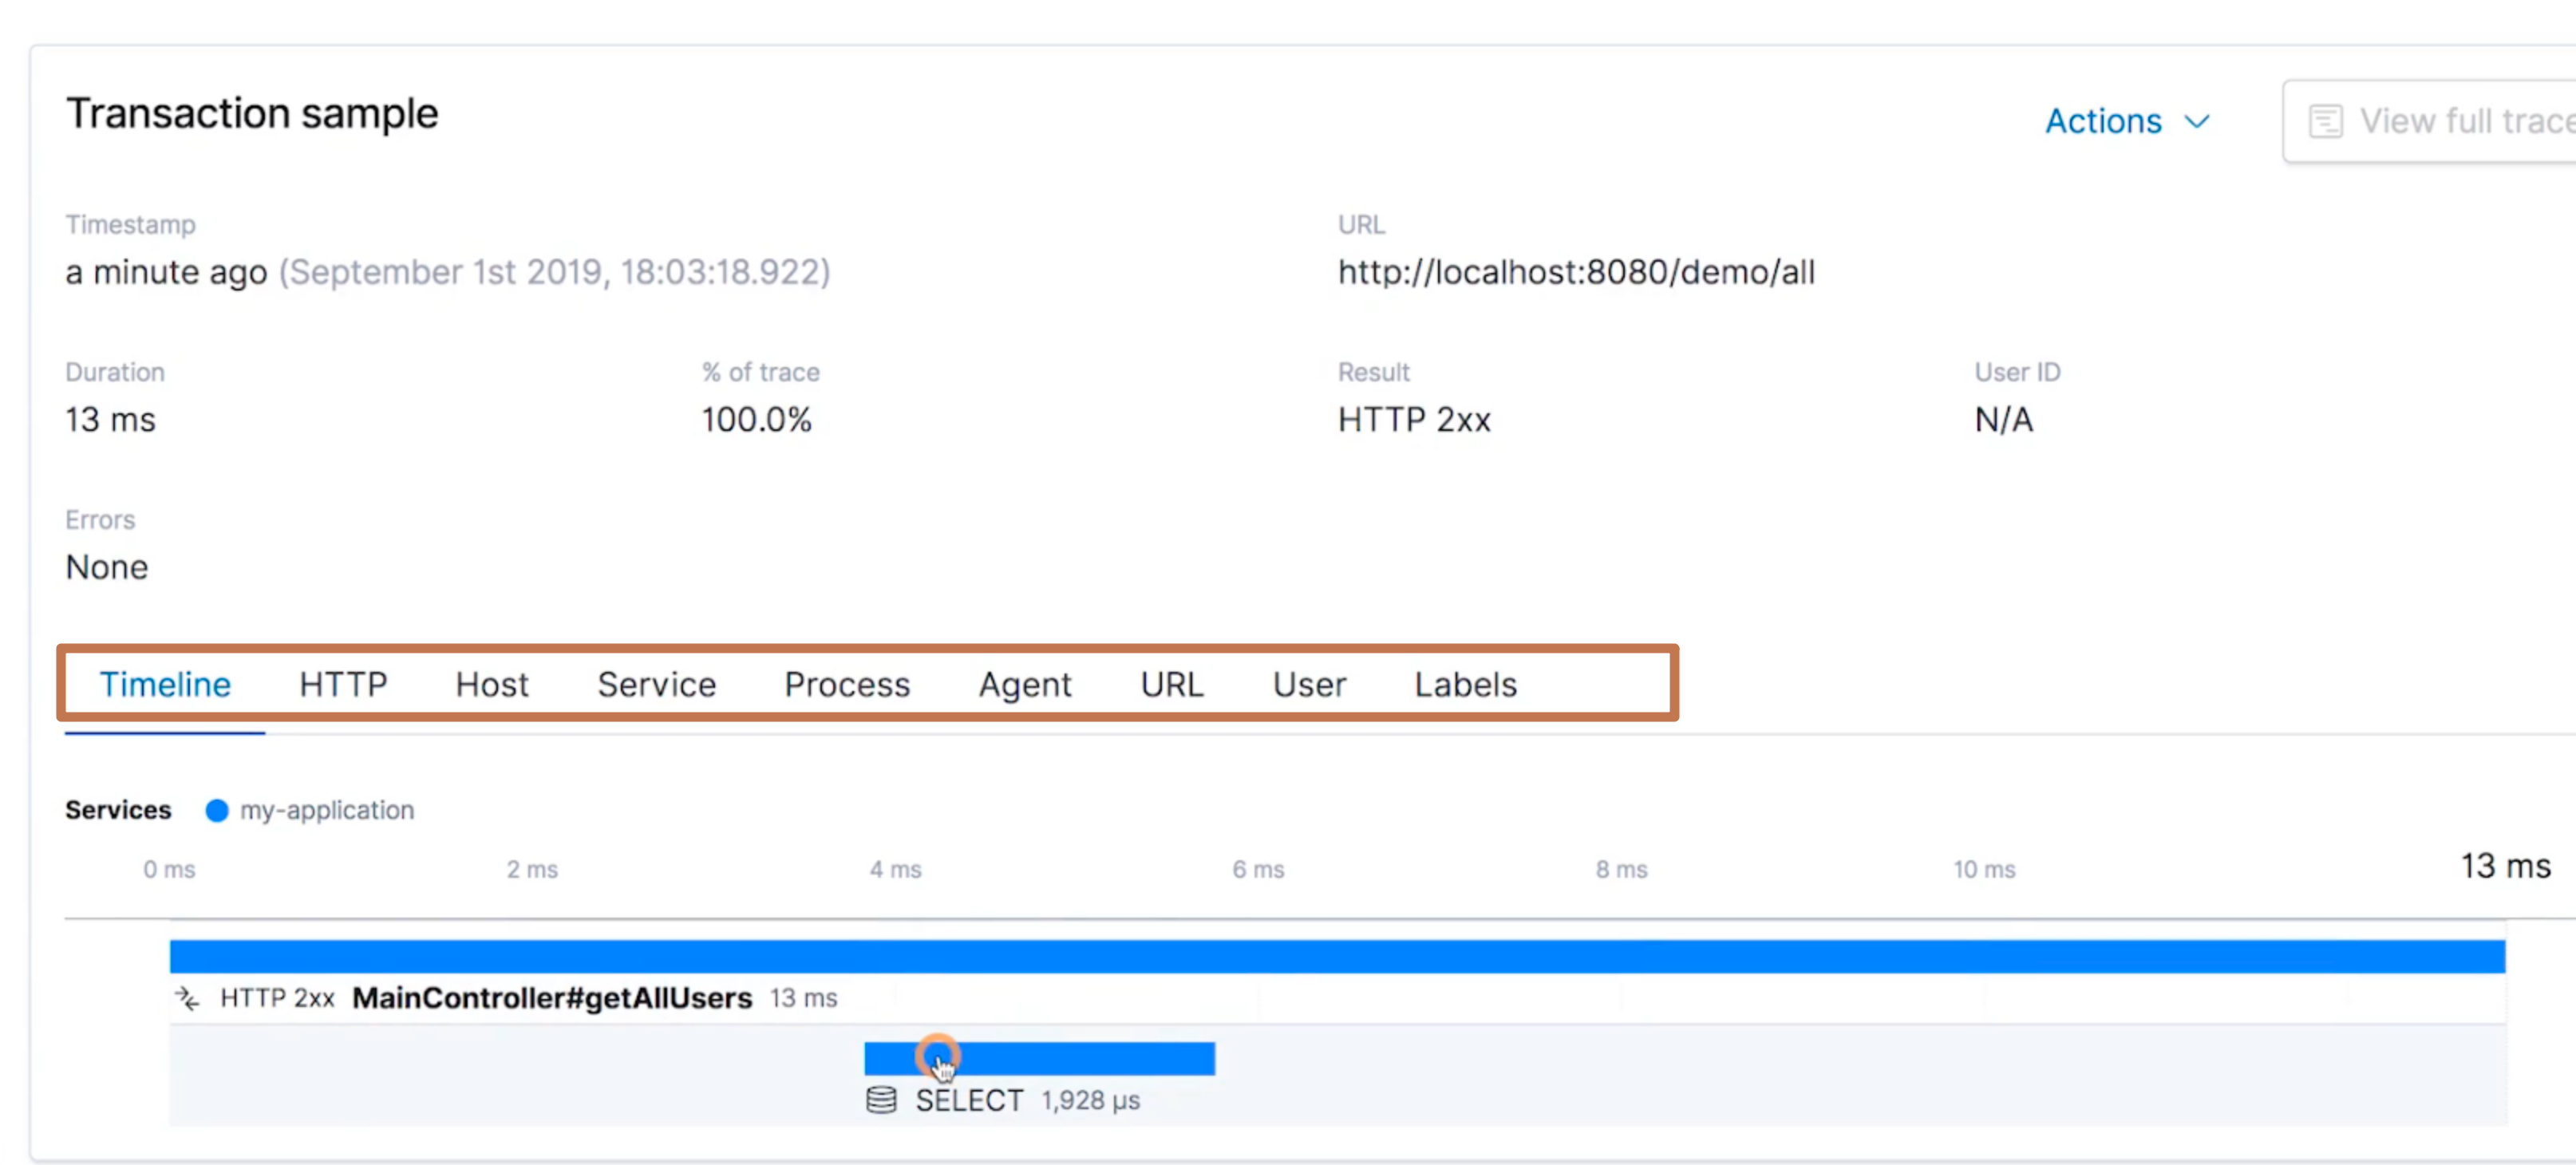 Transaction sample
Actions
View full trace
Timestamp
a minute ago (September 1st 2019, 18:03:18.922)
URL
http://localhost:8080/demo/all
Duration
13 ms
% of trace
100.0%
Result
HTTP 2xx
User ID
N/A
Errors
None
Timeline HTTP Host Service Process Agent URL User Labels
Services my-application
0 ms 2 ms 4 ms 6 ms 8 ms 10 ms 13 ms
HTTP 2xx MainController#getAllUsers 13 ms
SELECT 1,928 μs